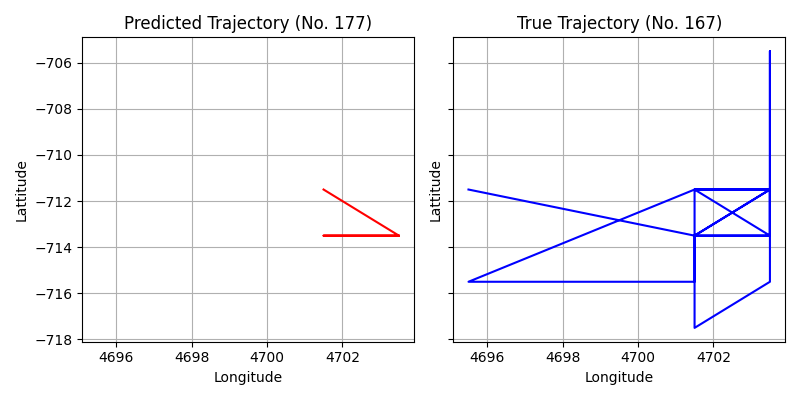 Predicted Trajectory (No. 177)
True Trajectory (No. 167)
Lattitude
−706
−708
−710
−712
−714
−716
−718
4696
4698
4700
4702
Longitude
Lattitude
4696
4698
4700
4702
Longitude